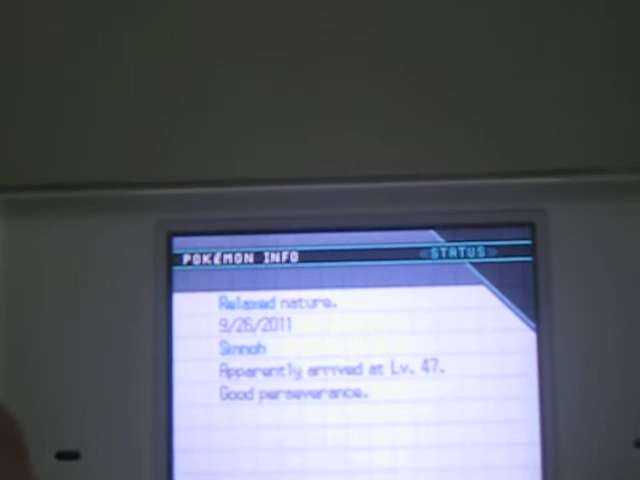 POKÉMON INFO STATUS
Relaxed nature.
9/26/2011
Sinnoh
Apparently arrived at Lv. 47.
Good perseverance.